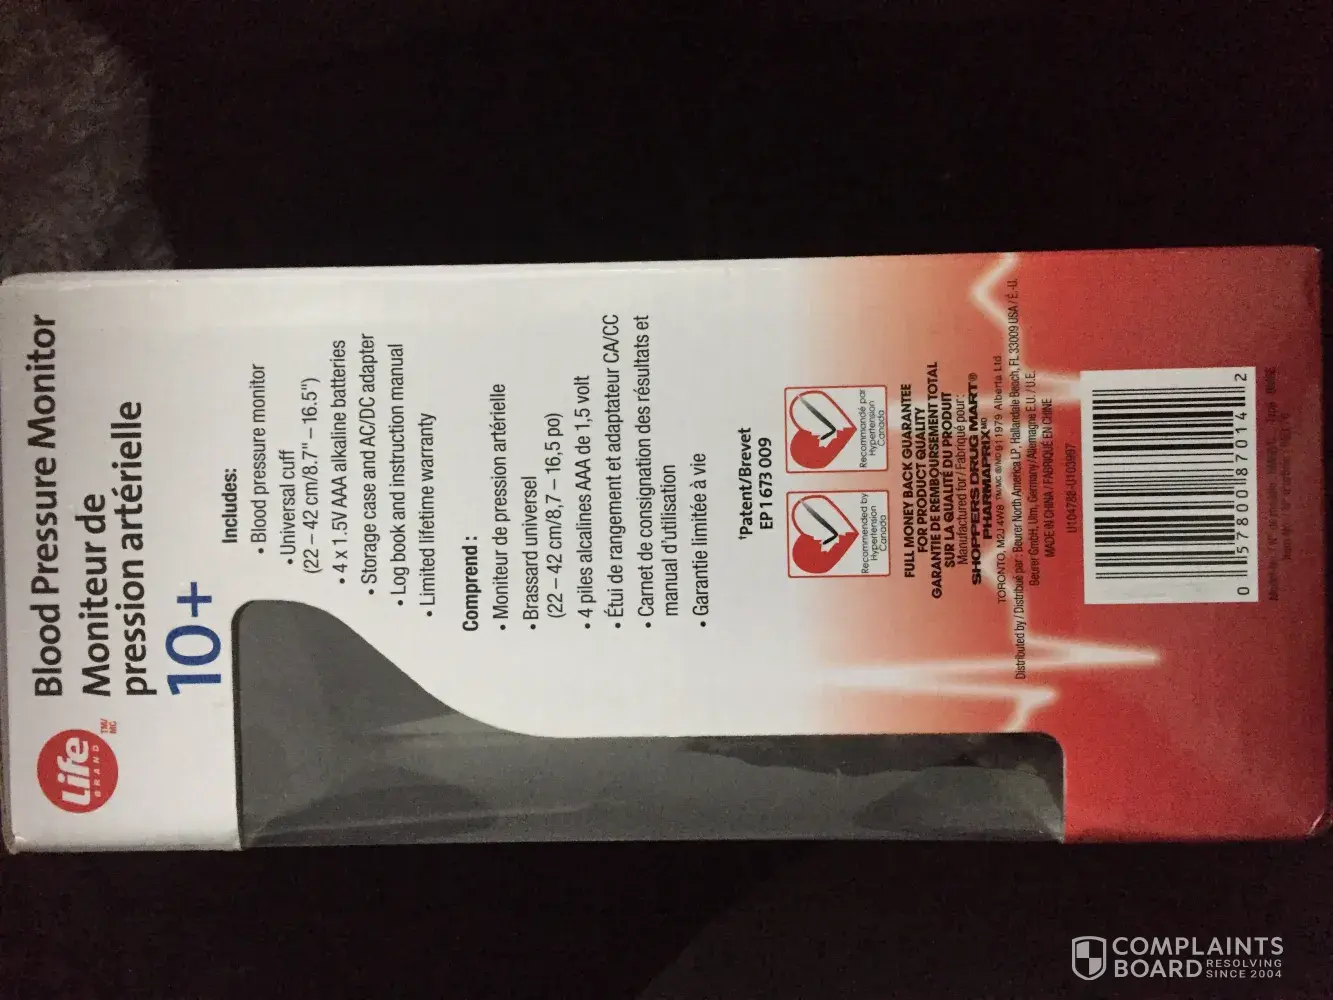 Life
BRAND
TM/
MC
Blood Pressure Monitor
Moniteur de
pression artérielle
10+
Includes:
• Blood pressure monitor
• Universal cuff
(22 – 42 cm/8.7" – 16.5")
• 4 x 1.5V AAA alkaline batteries
• Storage case and AC/DC adapter
• Log book and instruction manual
• Limited lifetime warranty
Comprend :
• Moniteur de pression artérielle
• Brassard universel
(22 – 42 cm/8,7 – 16,5 po)
• 4 piles alcalines AAA de 1,5 volt
• Étui de rangement et adaptateur CA/CC
• Carnet de consignation des résultats et
manual d'utilisation
• Garantie limitée à vie
†Patent/Brevet
EP 1 673 009
Recommended by
Hypertension
Canada
Recommandé par
Hypertension
Canada
FULL MONEY BACK GUARANTEE
FOR PRODUCT QUALITY
GARANTIE DE REMBOURSEMENT TOTAL
SUR LA QUALITÉ DU PRODUIT
Manufactured for / Fabriqué pour :
SHOPPERS DRUG MART®
PHARMAPRIX MD
TORONTO, M2J 4W8 TM/MC ®/MD 911979 Alberta Ltd.
Distributed by / Distribué par : Beurer North America LP, Hallandale Beach, FL 33009 USA / É.-U.
Beurer GmbH, Ulm, Germany/Allemagne E.U. / U.E.
MADE IN CHINA / FABRIQUÉ EN CHINE
0 57800 87014 2
COMPLAINTS
BOARD RESOLVING
SINCE 2004